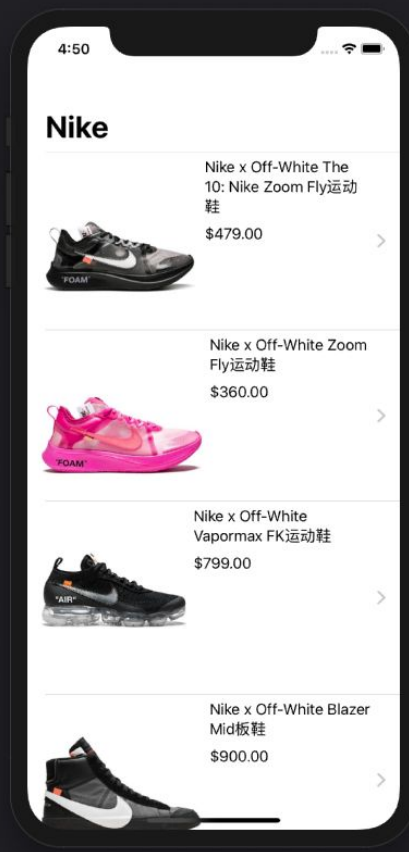 4:50
Nike
Nike x Off-White The
10: Nike Zoom Fly运动
鞋
$479.00
"FOAM"
Nike x Off-White Zoom
Fly运动鞋
$360.00
"FOAM"
Nike x Off-White
Vapormax FK运动鞋
$799.00
"AIR"
Nike x Off-White Blazer
Mid板鞋
$900.00